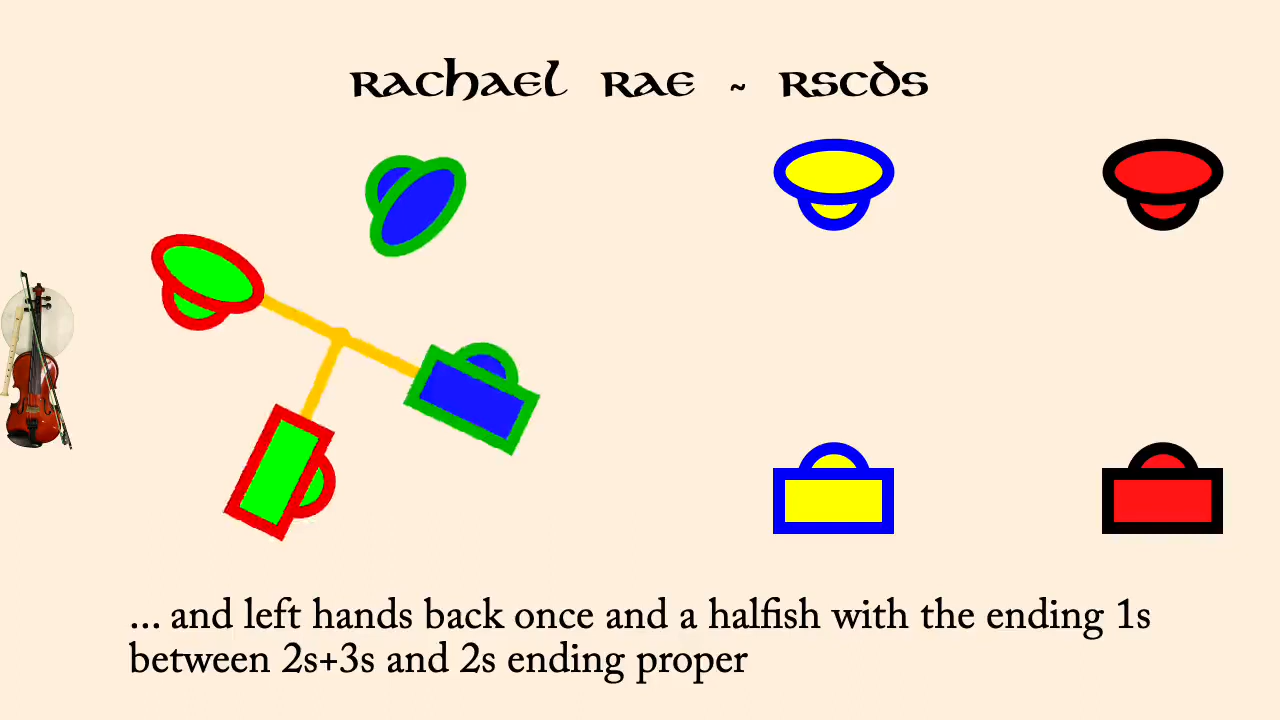 Rachael Rae ~ RSCDS
... and left hands back once and a halfish with the ending 1s
between 2s+3s and 2s ending proper